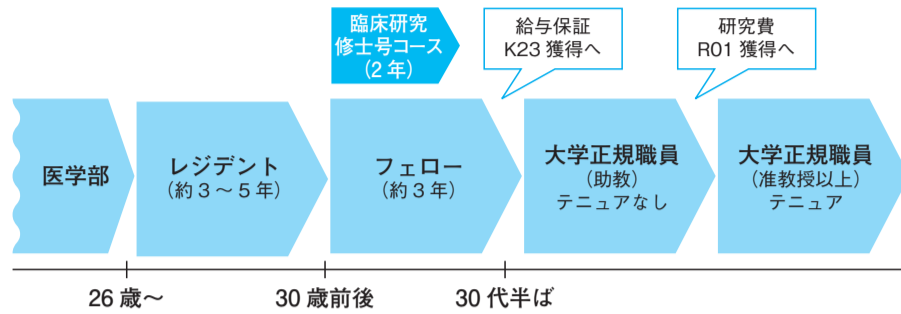 臨床研究
修士号コース
（2 年）
給与保証
K23 獲得へ
研究費
R01 獲得へ
医学部
レジデント
（約 3 ～ 5 年）
フェロー
（約 3 年）
大学正規職員
（助教）
テニュアなし
大学正規職員
（准教授以上）
テニュア
26 歳～
30 歳前後
30 代半ば